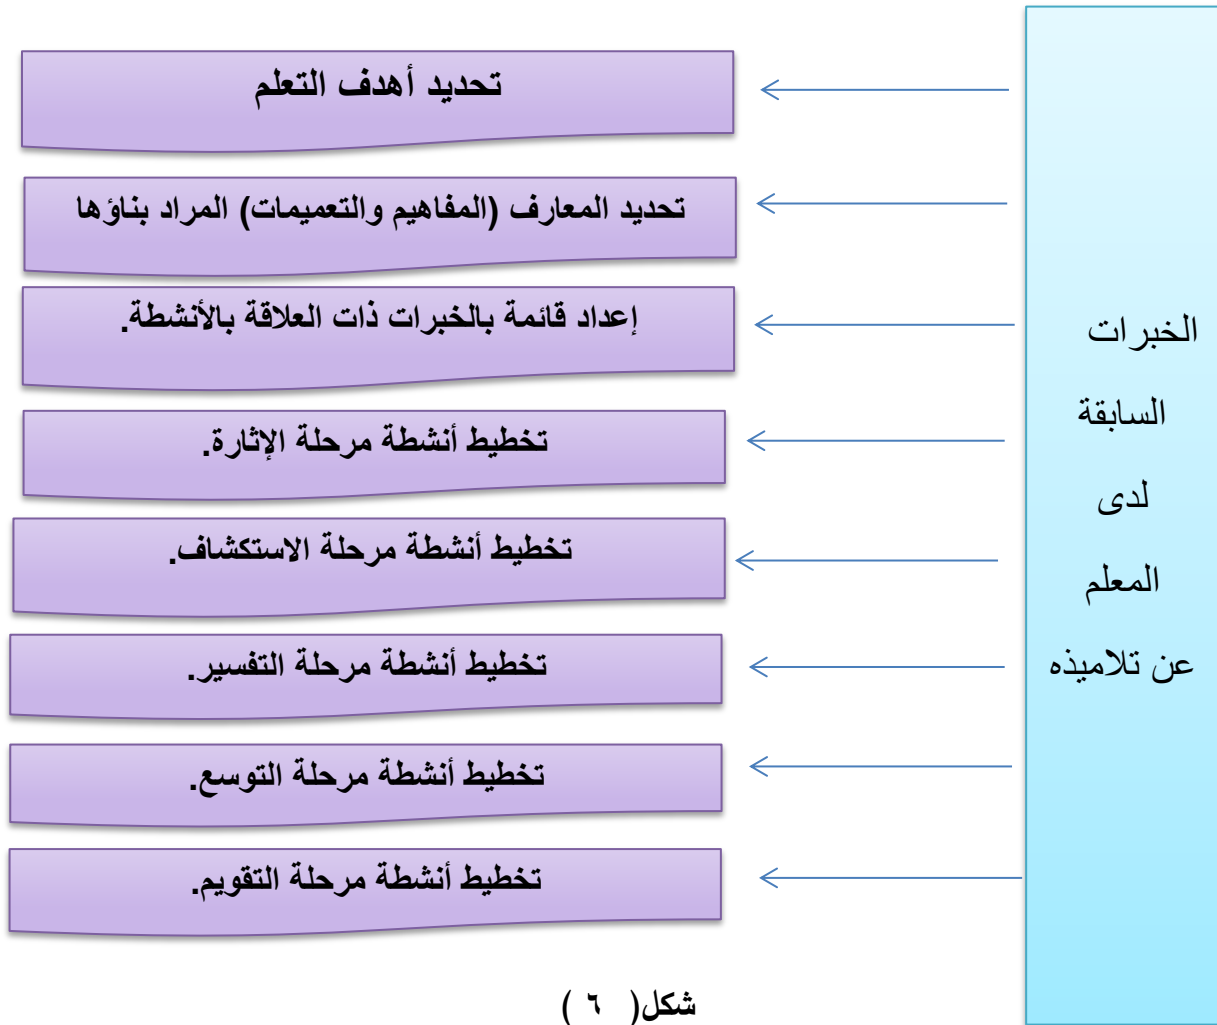 تحديد أهدف التعلم
تحديد المعارف (المفاهيم والتعميمات) المراد بناؤها
إعداد قائمة بالخبرات ذات العلاقة بالأنشطة.
تخطيط أنشطة مرحلة الإثارة.
تخطيط أنشطة مرحلة الاستكشاف.
تخطيط أنشطة مرحلة التفسير.
تخطيط أنشطة مرحلة التوسع.
تخطيط أنشطة مرحلة التقويم.
الخبرات
السابقة
لدى
المعلم
عن تلاميذه
شكل( ٦ )